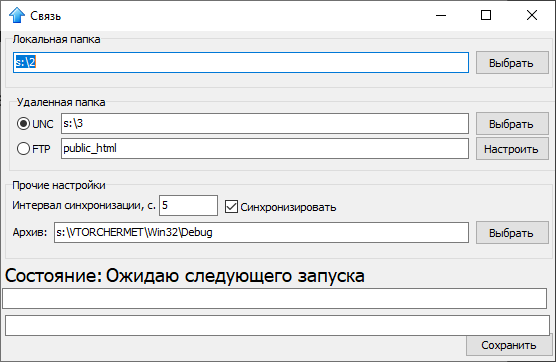 Связь
Локальная папка
s:\2
Выбрать
Удаленная папка
UNC s:\3
Выбрать
FTP public_html
Настроить
Прочие настройки
Интервал синхронизации, с. 5 Синхронизировать
Архив: s:\VTORCHERMET\Win32\Debug
Выбрать
Состояние: Ожидаю следующего запуска
Сохранить